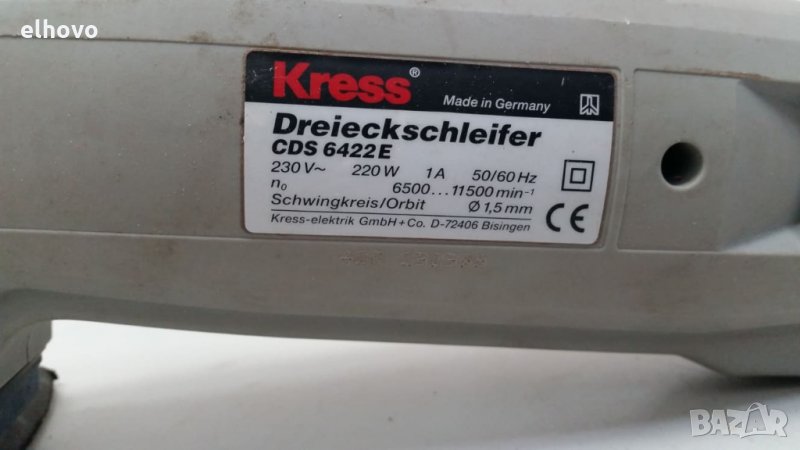 elhovo
Kress®
Made in Germany
Dreieckschleifer
CDS 6422 E
230 V~ 220 W 1 A 50/60 Hz
n₀ 6500...11500 min⁻¹
Schwingkreis/Orbit Ø 1,5 mm
Kress-elektrik GmbH + Co. D-72406 Bisingen
CE
BAZAR